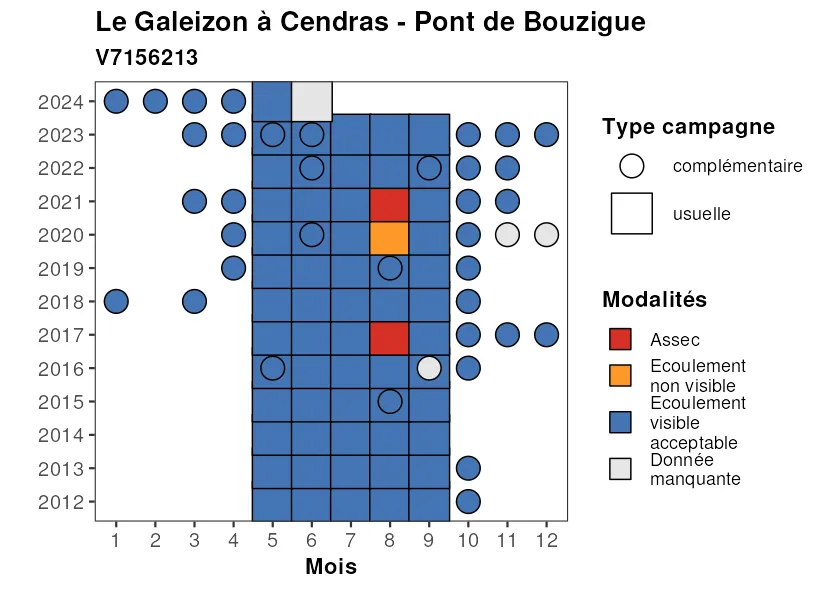 Le Galeizon à Cendras - Pont de Bouzigue
V7156213
2024
2023
2022
2021
2020
2019
2018
2017
2016
2015
2014
2013
2012
1 2 3 4 5 6 7 8 9 10 11 12
Mois
Type campagne
complémentaire
usuelle
Modalités
Assec
Ecoulement
non visible
Ecoulement
visible
acceptable
Donnée
manquante